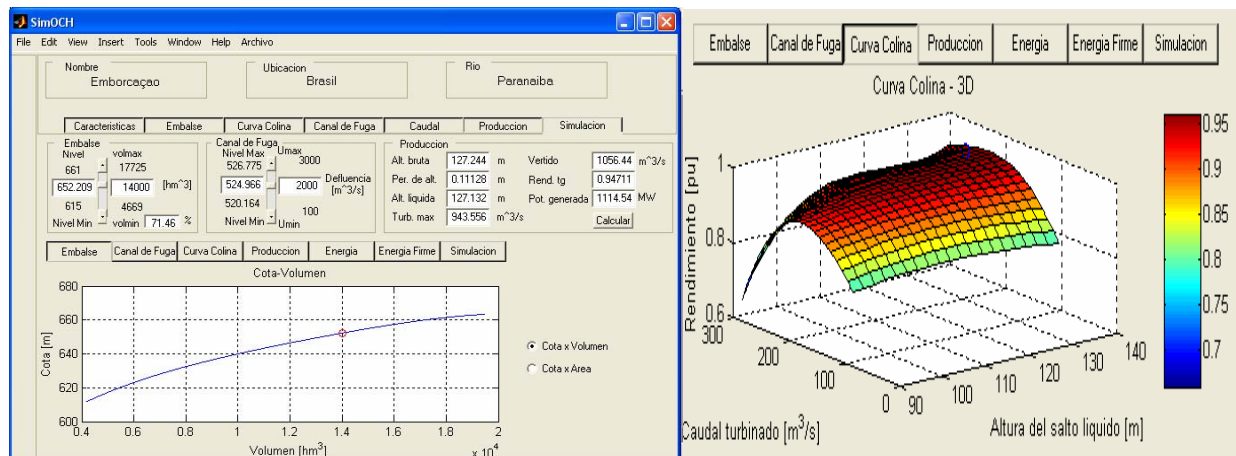 SimOCH
File Edit View Insert Tools Window Help Archivo
Nombre
Emborcaçao
Ubicacion
Brasil
Rio
Paranaiba
Caracteristicas Embalse Curva Colina Canal de Fuga Caudal Produccion Simulacion
Embalse
Nivel volmax
661 17725
652.209 14000 [hm^3]
615 4669
Nivel Min volmin 71.46 %
Canal de Fuga
Nivel Max Umax
526.775 3000
524.966 2000 Defluencia [m^3/s]
520.164 100
Nivel Min Umin
Produccion
Alt. bruta 127.244 m Vertido 1056.44 m^3/s
Per. de alt. 0.11128 m Rend. tg 0.94711
Alt. liquida 127.132 m Pot. generada 1114.54 MW
Turb. max 943.556 m^3/s Calcular
Embalse Canal de Fuga Curva Colina Produccion Energia Energia Firme Simulacion
Cota-Volumen
Cota [m]
680
660
640
620
600
0.4 0.6 0.8 1 1.2 1.4 1.6 1.8 2
Volumen [hm³]
x 10⁴
Cota x Volumen
Cota x Area
Embalse Canal de Fuga Curva Colina Produccion Energia Energia Firme Simulacion
Curva Colina - 3D
Rendimiento [pu]
1
0.8
0.6
300 200 100 0
90 100 110 120 130 140
Caudal turbinado [m³/s]
Altura del salto liquido [m]
0.95
0.9
0.85
0.8
0.75
0.7